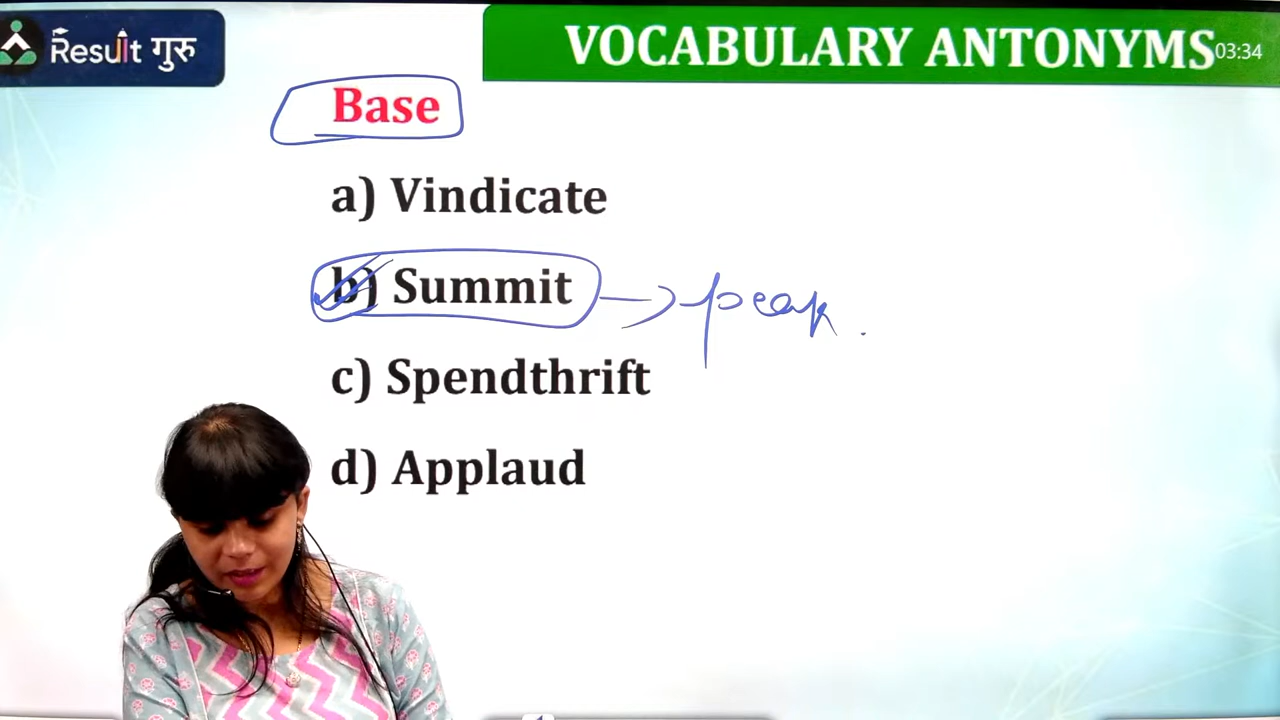 Result गुरु
VOCABULARY ANTONYMS
03:34
Base
a) Vindicate
b) Summit → peak.
c) Spendthrift
d) Applaud